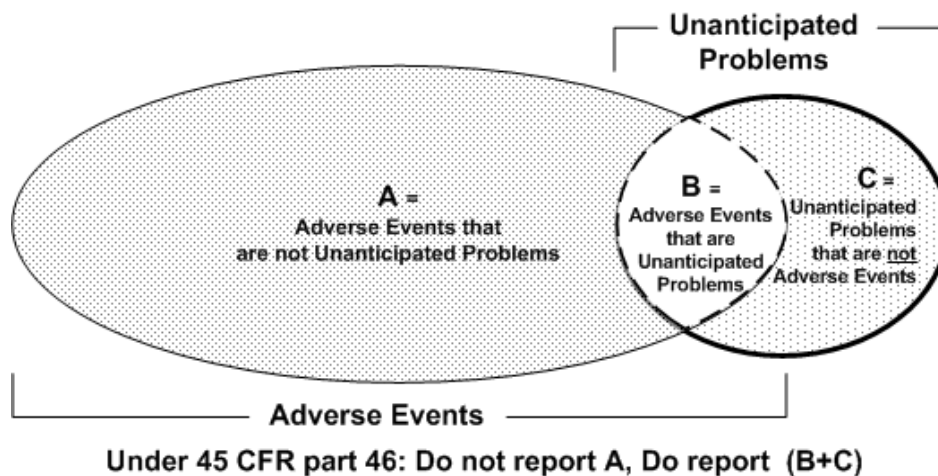 Unanticipated
Problems
A =
Adverse Events that
are not Unanticipated Problems
B =
Adverse Events
that are
Unanticipated
Problems
C =
Unanticipated
Problems
that are not
Adverse Events
Adverse Events
Under 45 CFR part 46: Do not report A, Do report (B+C)